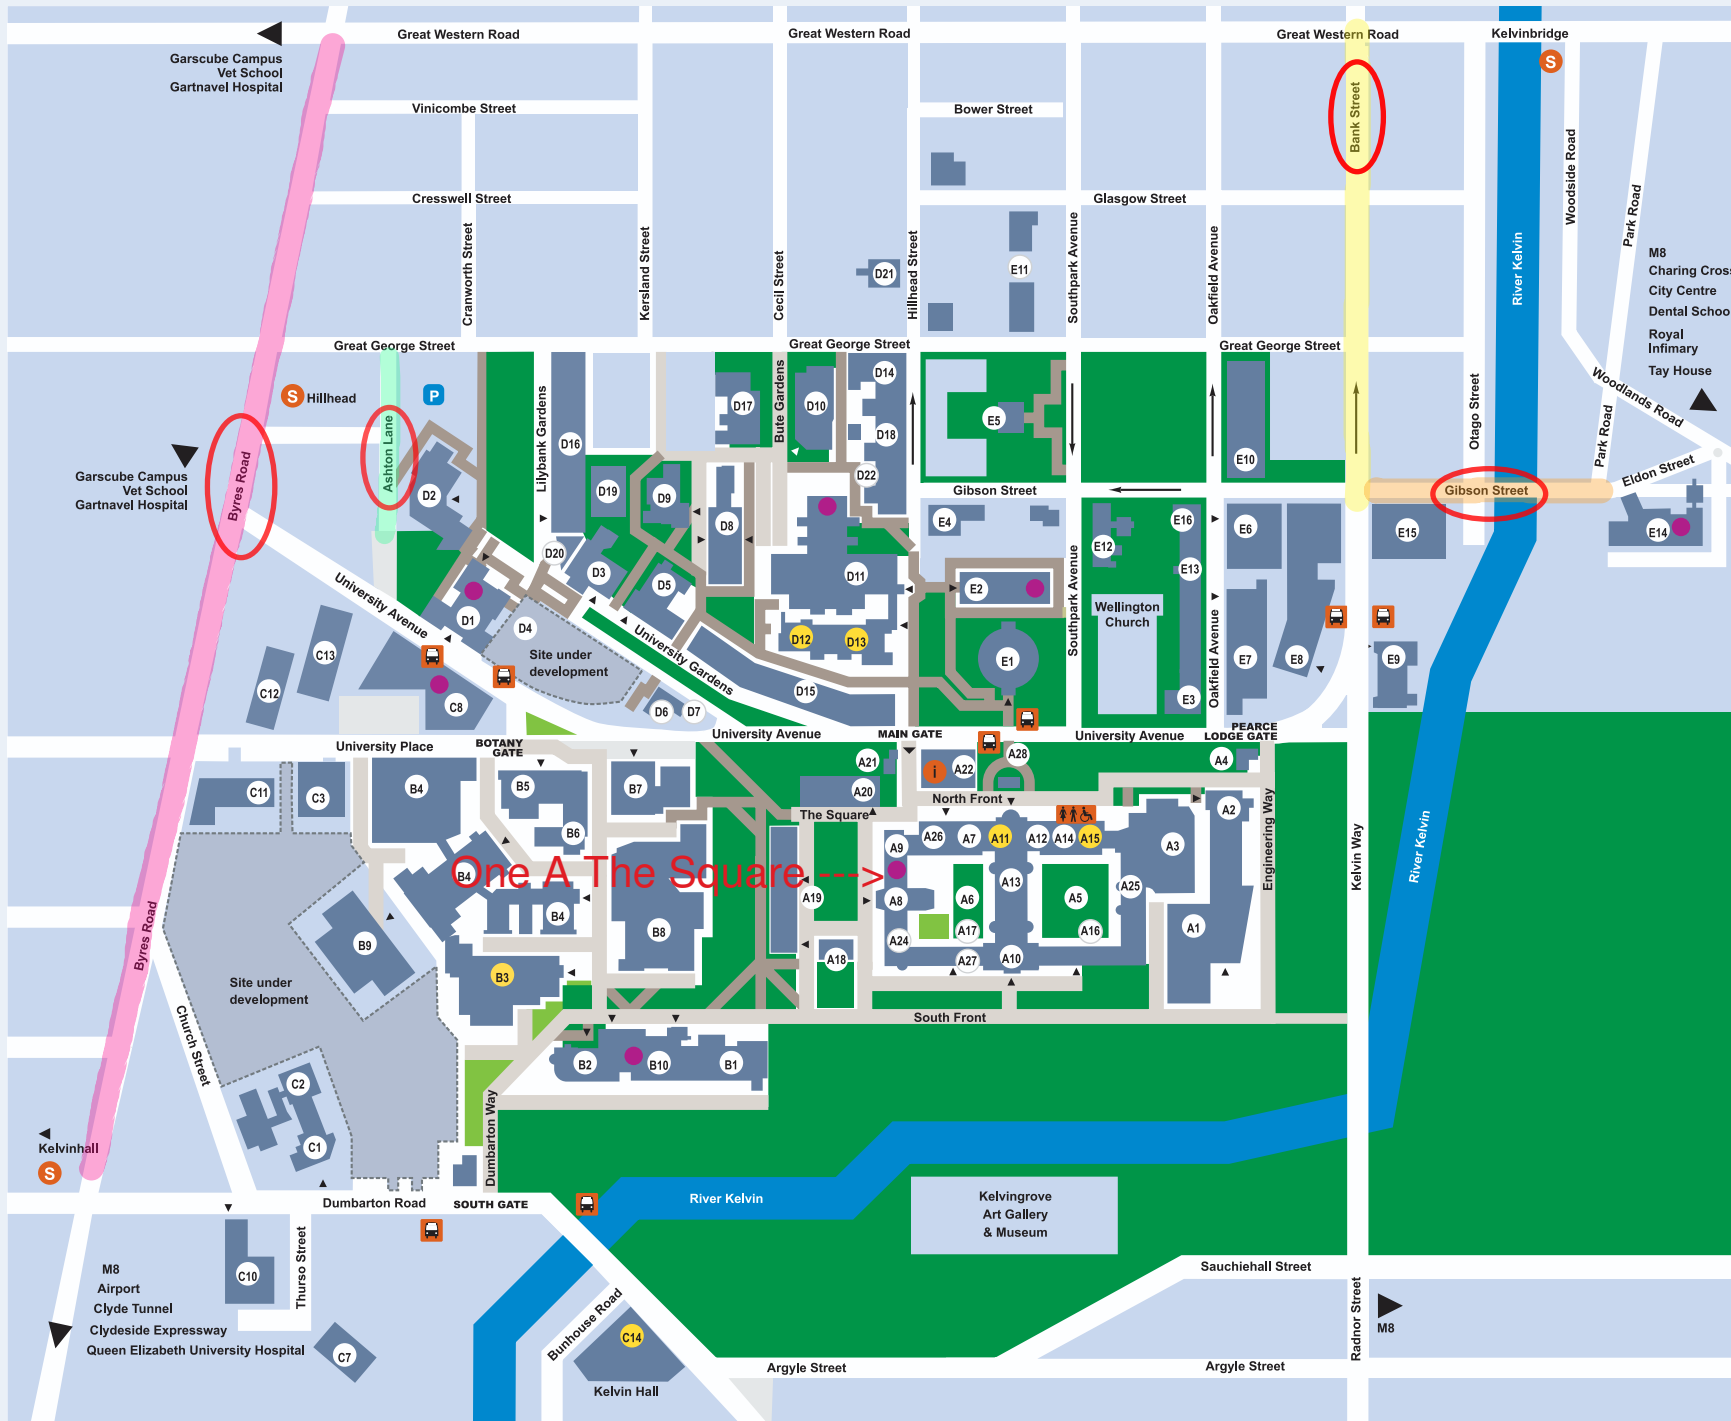 Great Western Road
Great Western Road
Great Western Road
Kelvinbridge
S
Garscube Campus
Vet School
Gartnavel Hospital
Vinicombe Street
Bower Street
Bank Street
Woodside Road
Park Road
Cresswell Street
Glasgow Street
Cranworth Street
Kersland Street
Cecil Street
Hillhead Street
Southpark Avenue
Oakfield Avenue
River Kelvin
D21
E11
M8
Charing Cross
City Centre
Dental School
Royal
Infimary
Tay House
Great George Street
Great George Street
Great George Street
S Hillhead
P
Ashton Lane
Byres Road
Lilybank Gardens
Bute Gardens
D16
D17
D10
D14
D18
D22
E5
E10
Otago Street
Park Road
Woodlands Road
Eldon Street
Garscube Campus
Vet School
Gartnavel Hospital
D2
D19
D9
D8
Gibson Street
Gibson Street
E4
E16
E12
E13
E6
E15
E14
D20
D3
D5
D11
E2
Southpark Avenue
Wellington
Church
Oakfield Avenue
University Avenue
D1
D4
Site under
development
University Gardens
D12
D13
E1
E7
E8
E9
C13
C12
C8
D6
D7
D15
E3
University Place
BOTANY
GATE
University Avenue
MAIN GATE
University Avenue
PEARCE
LODGE GATE
C11
C3
B4
B5
B6
B7
A21
A20
i
A22
A28
A4
North Front
The Square
Engineering Way
Kelvin Way
River Kelvin
A9
A26
A7
A11
A12
A14
A15
A3
A2
One A The Square --->
B4
B4
B8
A19
A8
A6
A13
A5
A25
A17
A16
A1
A24
A27
A10
A18
B9
B3
Byres Road
Site under
development
South Front
Church Street
C2
C1
B2
B10
B1
Dumbarton Way
Kelvinhall
S
Dumbarton Road
SOUTH GATE
River Kelvin
Kelvingrove
Art Gallery
& Museum
Thurso Street
C10
C7
M8
Airport
Clyde Tunnel
Clydeside Expressway
Queen Elizabeth University Hospital
Bunhouse Road
C14
Kelvin Hall
Sauchiehall Street
Radnor Street
M8
Argyle Street
Argyle Street